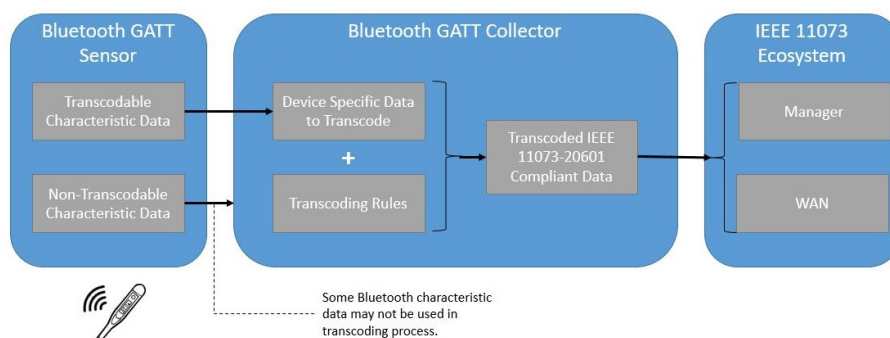 Bluetooth GATT
Sensor
Transcodable
Characteristic Data
Non-Transcodable
Characteristic Data
Bluetooth GATT Collector
Device Specific Data
to Transcode
+
Transcoding Rules
Transcoded IEEE
11073-20601
Compliant Data
IEEE 11073
Ecosystem
Manager
WAN
Some Bluetooth characteristic
data may not be used in
transcoding process.